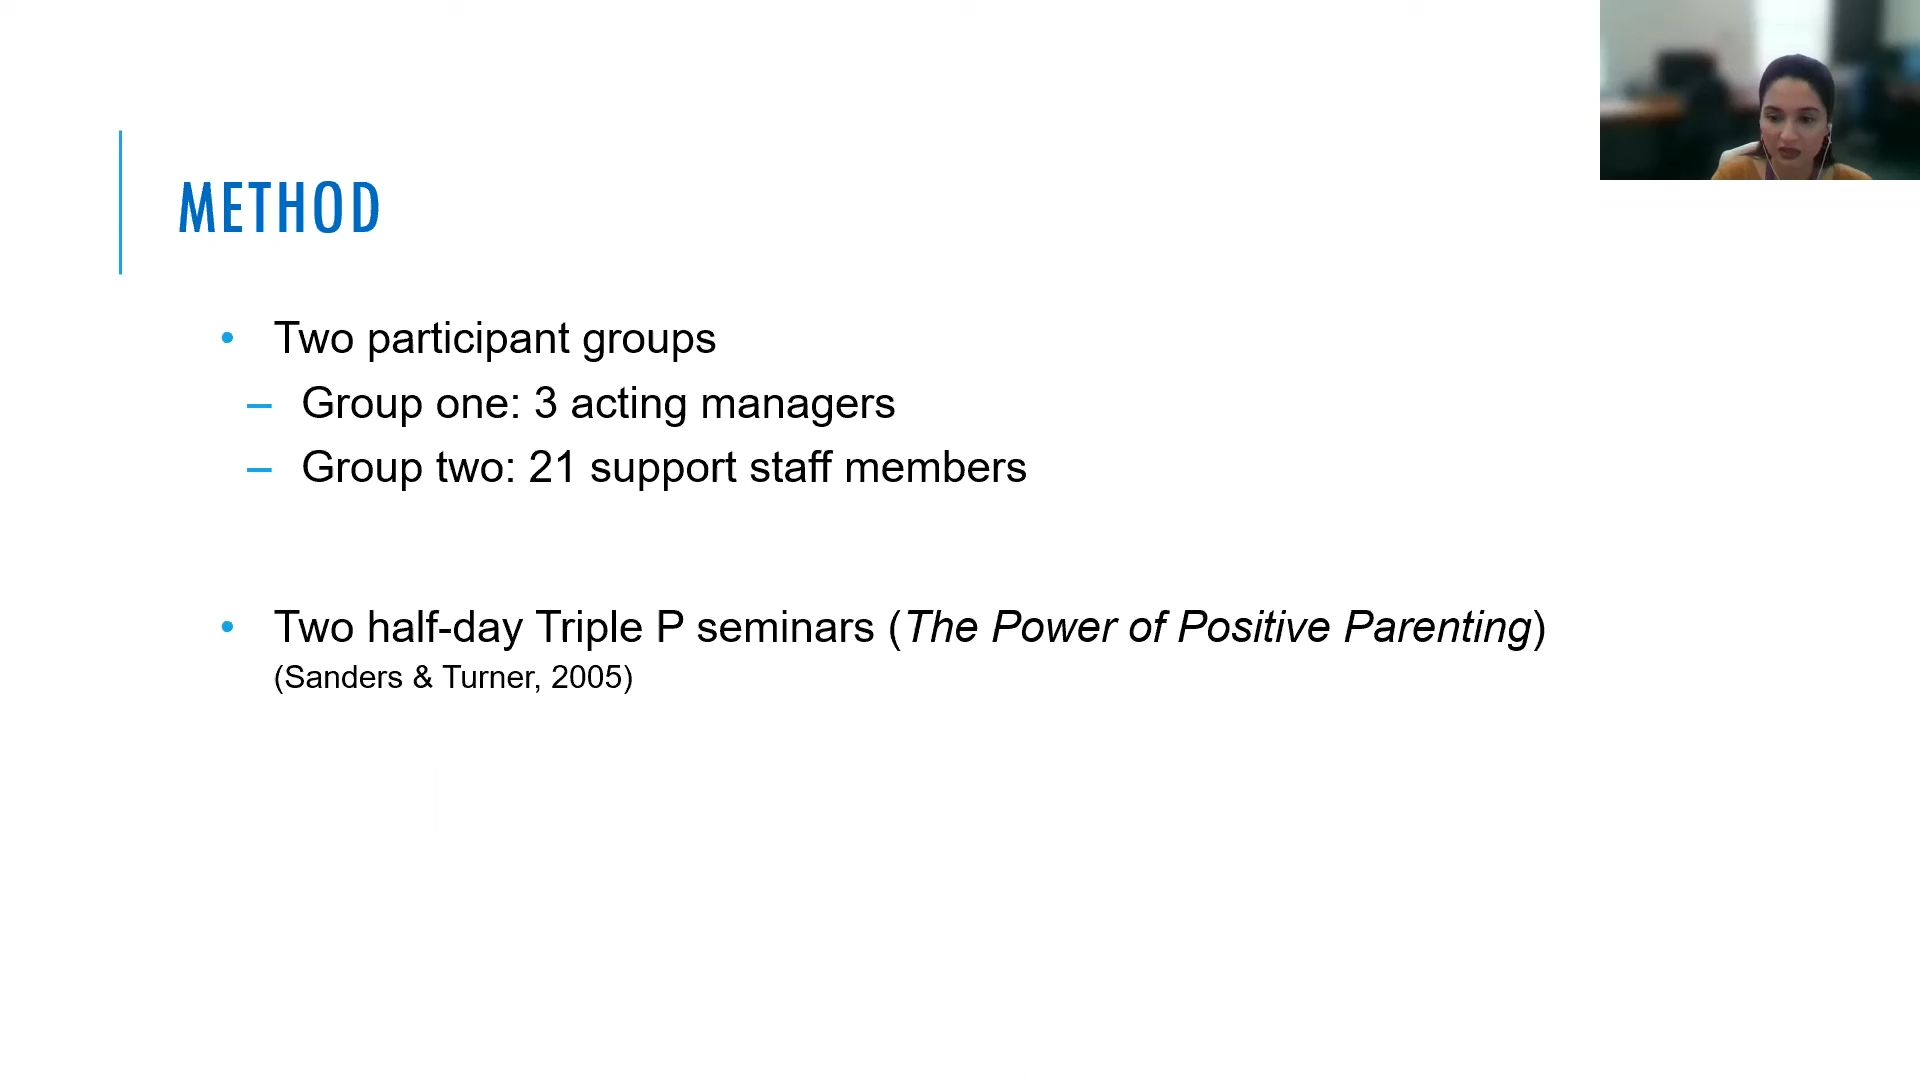 METHOD
• Two participant groups
– Group one: 3 acting managers
– Group two: 21 support staff members
• Two half-day Triple P seminars (The Power of Positive Parenting)
(Sanders & Turner, 2005)